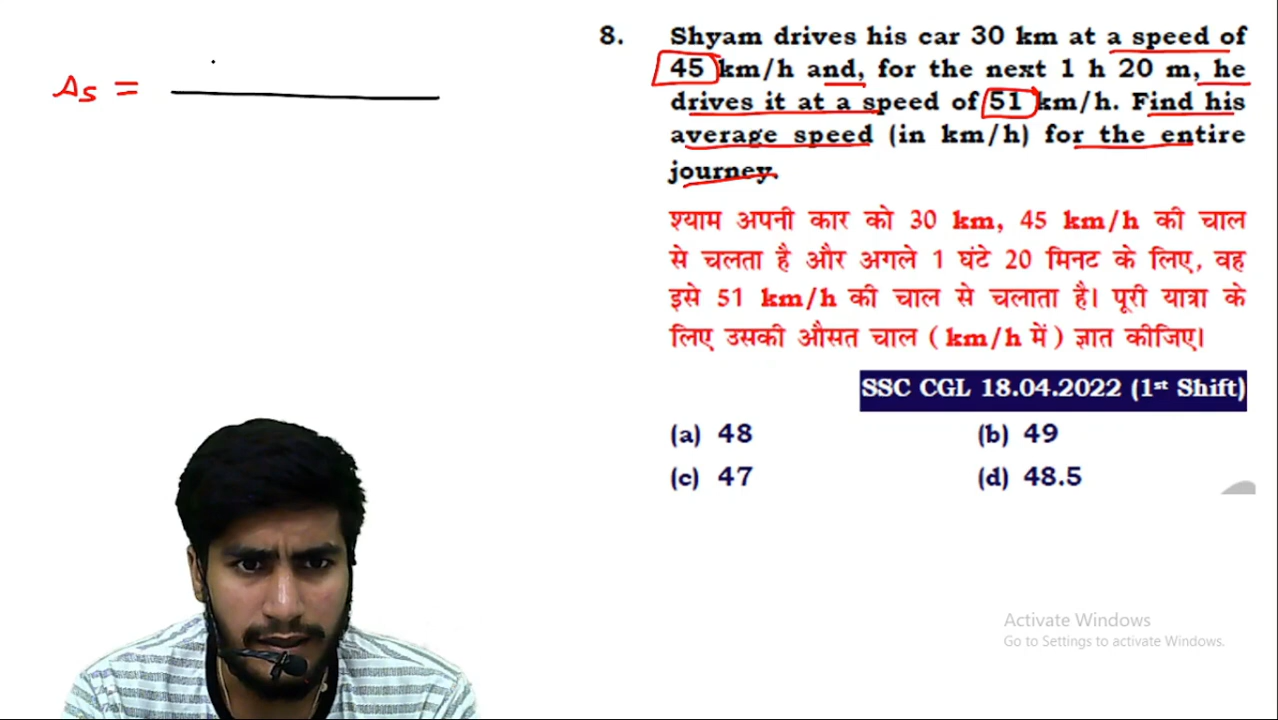 As =
8. Shyam drives his car 30 km at a speed of
45 km/h and, for the next 1 h 20 m, he
drives it at a speed of 51 km/h. Find his
average speed (in km/h) for the entire
journey.
श्याम अपनी कार को 30 km, 45 km/h की चाल
से चलता है और अगले 1 घंटे 20 मिनट के लिए, वह
इसे 51 km/h की चाल से चलाता है। पूरी यात्रा के
लिए उसकी औसत चाल ( km/h में ) ज्ञात कीजिए।
SSC CGL 18.04.2022 (1st Shift)
(a) 48 (b) 49
(c) 47 (d) 48.5
Activate Windows
Go to Settings to activate Windows.